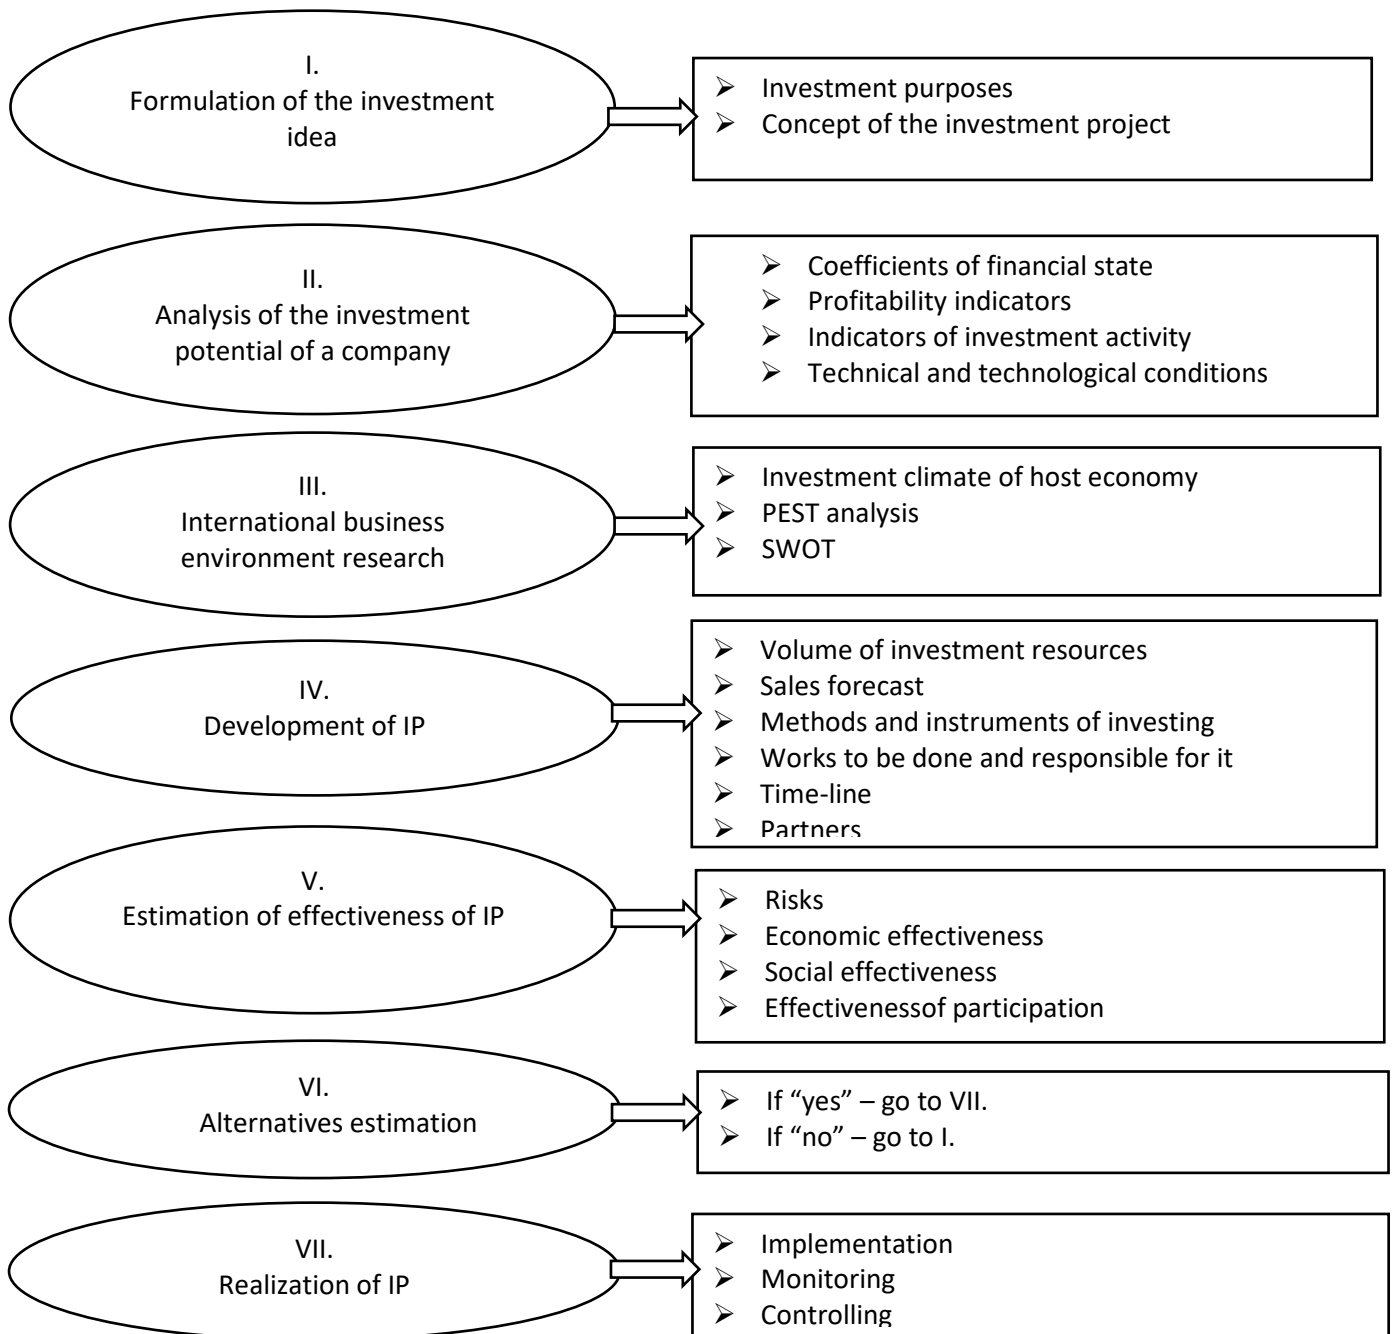 I.
Formulation of the investment
idea
➢ Investment purposes
➢ Concept of the investment project
II.
Analysis of the investment
potential of a company
➢ Coefficients of financial state
➢ Profitability indicators
➢ Indicators of investment activity
➢ Technical and technological conditions
III.
International business
environment research
➢ Investment climate of host economy
➢ PEST analysis
➢ SWOT
IV.
Development of IP
➢ Volume of investment resources
➢ Sales forecast
➢ Methods and instruments of investing
➢ Works to be done and responsible for it
➢ Time-line
➢ Partners
V.
Estimation of effectiveness of IP
➢ Risks
➢ Economic effectiveness
➢ Social effectiveness
➢ Effectivenessof participation
VI.
Alternatives estimation
➢ If “yes” – go to VII.
➢ If “no” – go to I.
VII.
Realization of IP
➢ Implementation
➢ Monitoring
➢ Controlling